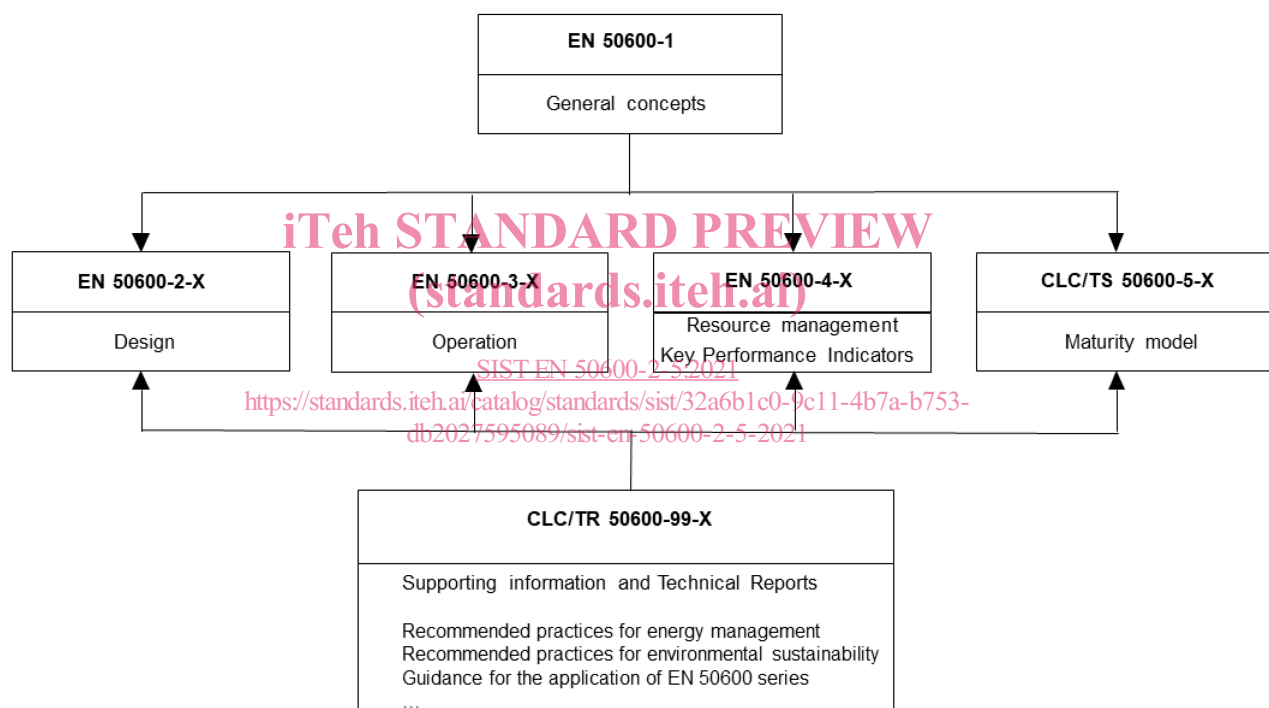 EN 50600-1
General concepts
iTeh STANDARD PREVIEW
(standards.iteh.ai)
EN 50600-2-X
EN 50600-3-X
EN 50600-4-X
CLC/TS 50600-5-X
Design
Operation
Resource management
Key Performance Indicators
Maturity model
SIST EN 50600-2-5:2021
https://standards.iteh.ai/catalog/standards/sist/32a6b1c0-9c11-4b7a-b753-
db2027595089/sist-en-50600-2-5-2021
CLC/TR 50600-99-X
Supporting information and Technical Reports
Recommended practices for energy management
Recommended practices for environmental sustainability
Guidance for the application of EN 50600 series
...